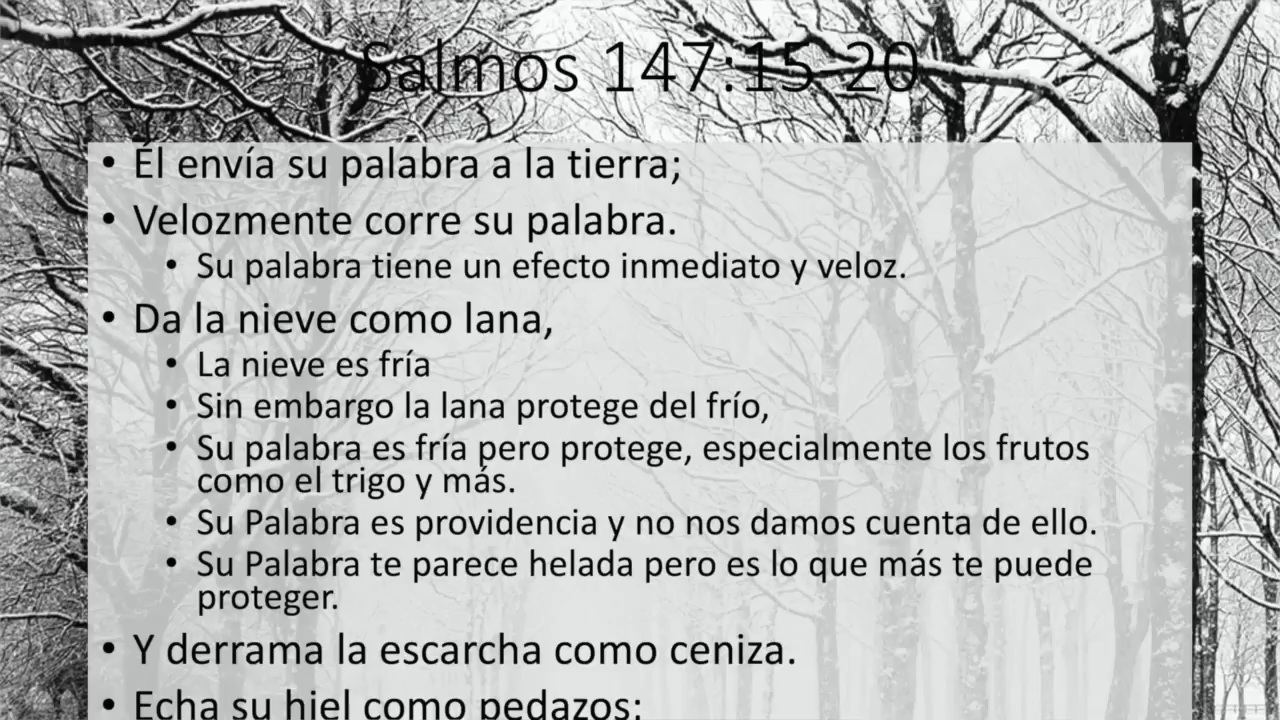 Salmos 147:15-20
• Él envía su palabra a la tierra;
• Velozmente corre su palabra.
• Su palabra tiene un efecto inmediato y veloz.
• Da la nieve como lana,
• La nieve es fría
• Sin embargo la lana protege del frío,
• Su palabra es fría pero protege, especialmente los frutos
como el trigo y más.
• Su Palabra es providencia y no nos damos cuenta de ello.
• Su Palabra te parece helada pero es lo que más te puede
proteger.
• Y derrama la escarcha como ceniza.
• Echa su hiel como pedazos;